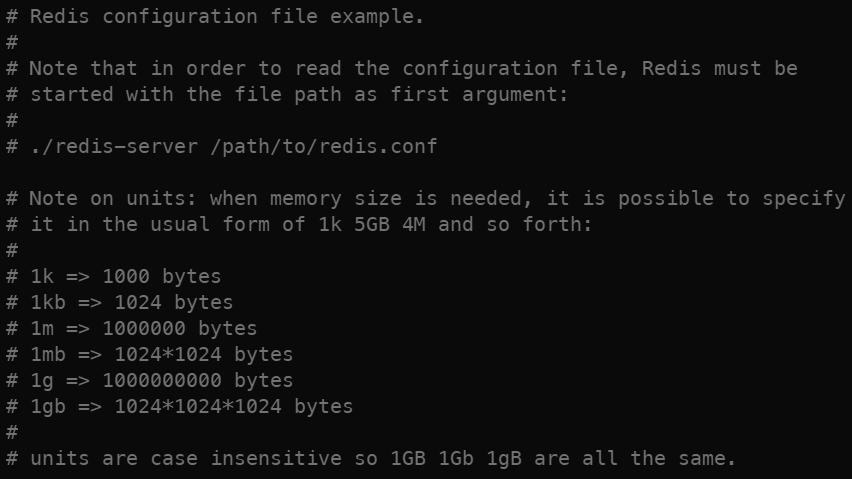 # Redis configuration file example.
#
# Note that in order to read the configuration file, Redis must be
# started with the file path as first argument:
#
# ./redis-server /path/to/redis.conf

# Note on units: when memory size is needed, it is possible to specify
# it in the usual form of 1k 5GB 4M and so forth:
#
# 1k => 1000 bytes
# 1kb => 1024 bytes
# 1m => 1000000 bytes
# 1mb => 1024*1024 bytes
# 1g => 1000000000 bytes
# 1gb => 1024*1024*1024 bytes
#
# units are case insensitive so 1GB 1Gb 1gB are all the same.